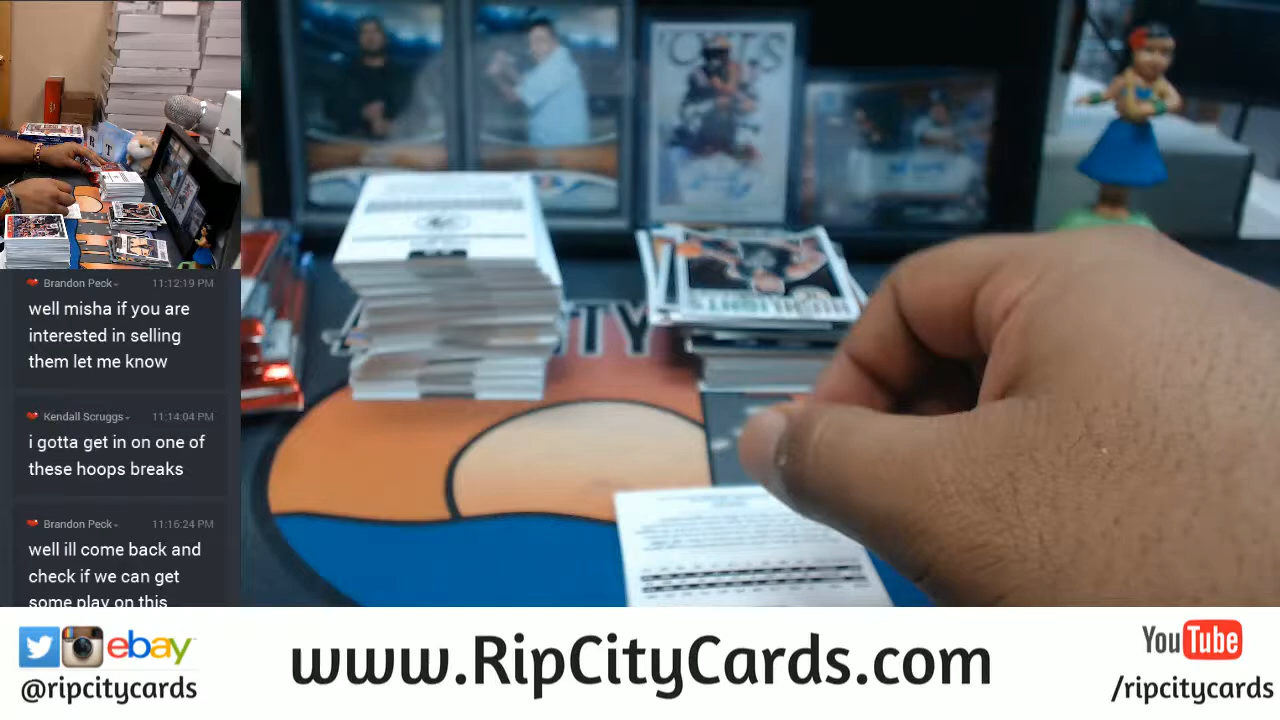 Brandon Peck 11:12:19 PM
well misha if you are
interested in selling
them let me know
Kendall Scruggs 11:14:04 PM
i gotta get in on one of
these hoops breaks
Brandon Peck 11:16:24 PM
well ill come back and
check if we can get
some play on this
ebay
@ripcitycards
www.RipCityCards.com
YouTube
/ripcitycards